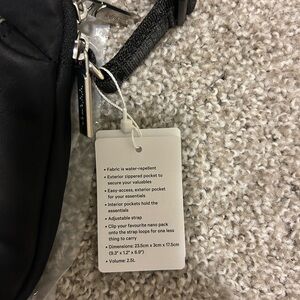 • Fabric is water-repellent
• Exterior zippered pocket to
secure your valuables
• Easy-access, exterior pocket
for your essentials
• Interior pockets hold the
essentials
• Adjustable strap
• Clip your favourite nano pack
onto the strap loops for one less
thing to carry
• Dimensions: 23.5cm x 3cm x 17.5cm
(9.3" x 1.2" x 6.9")
• Volume: 2.5L